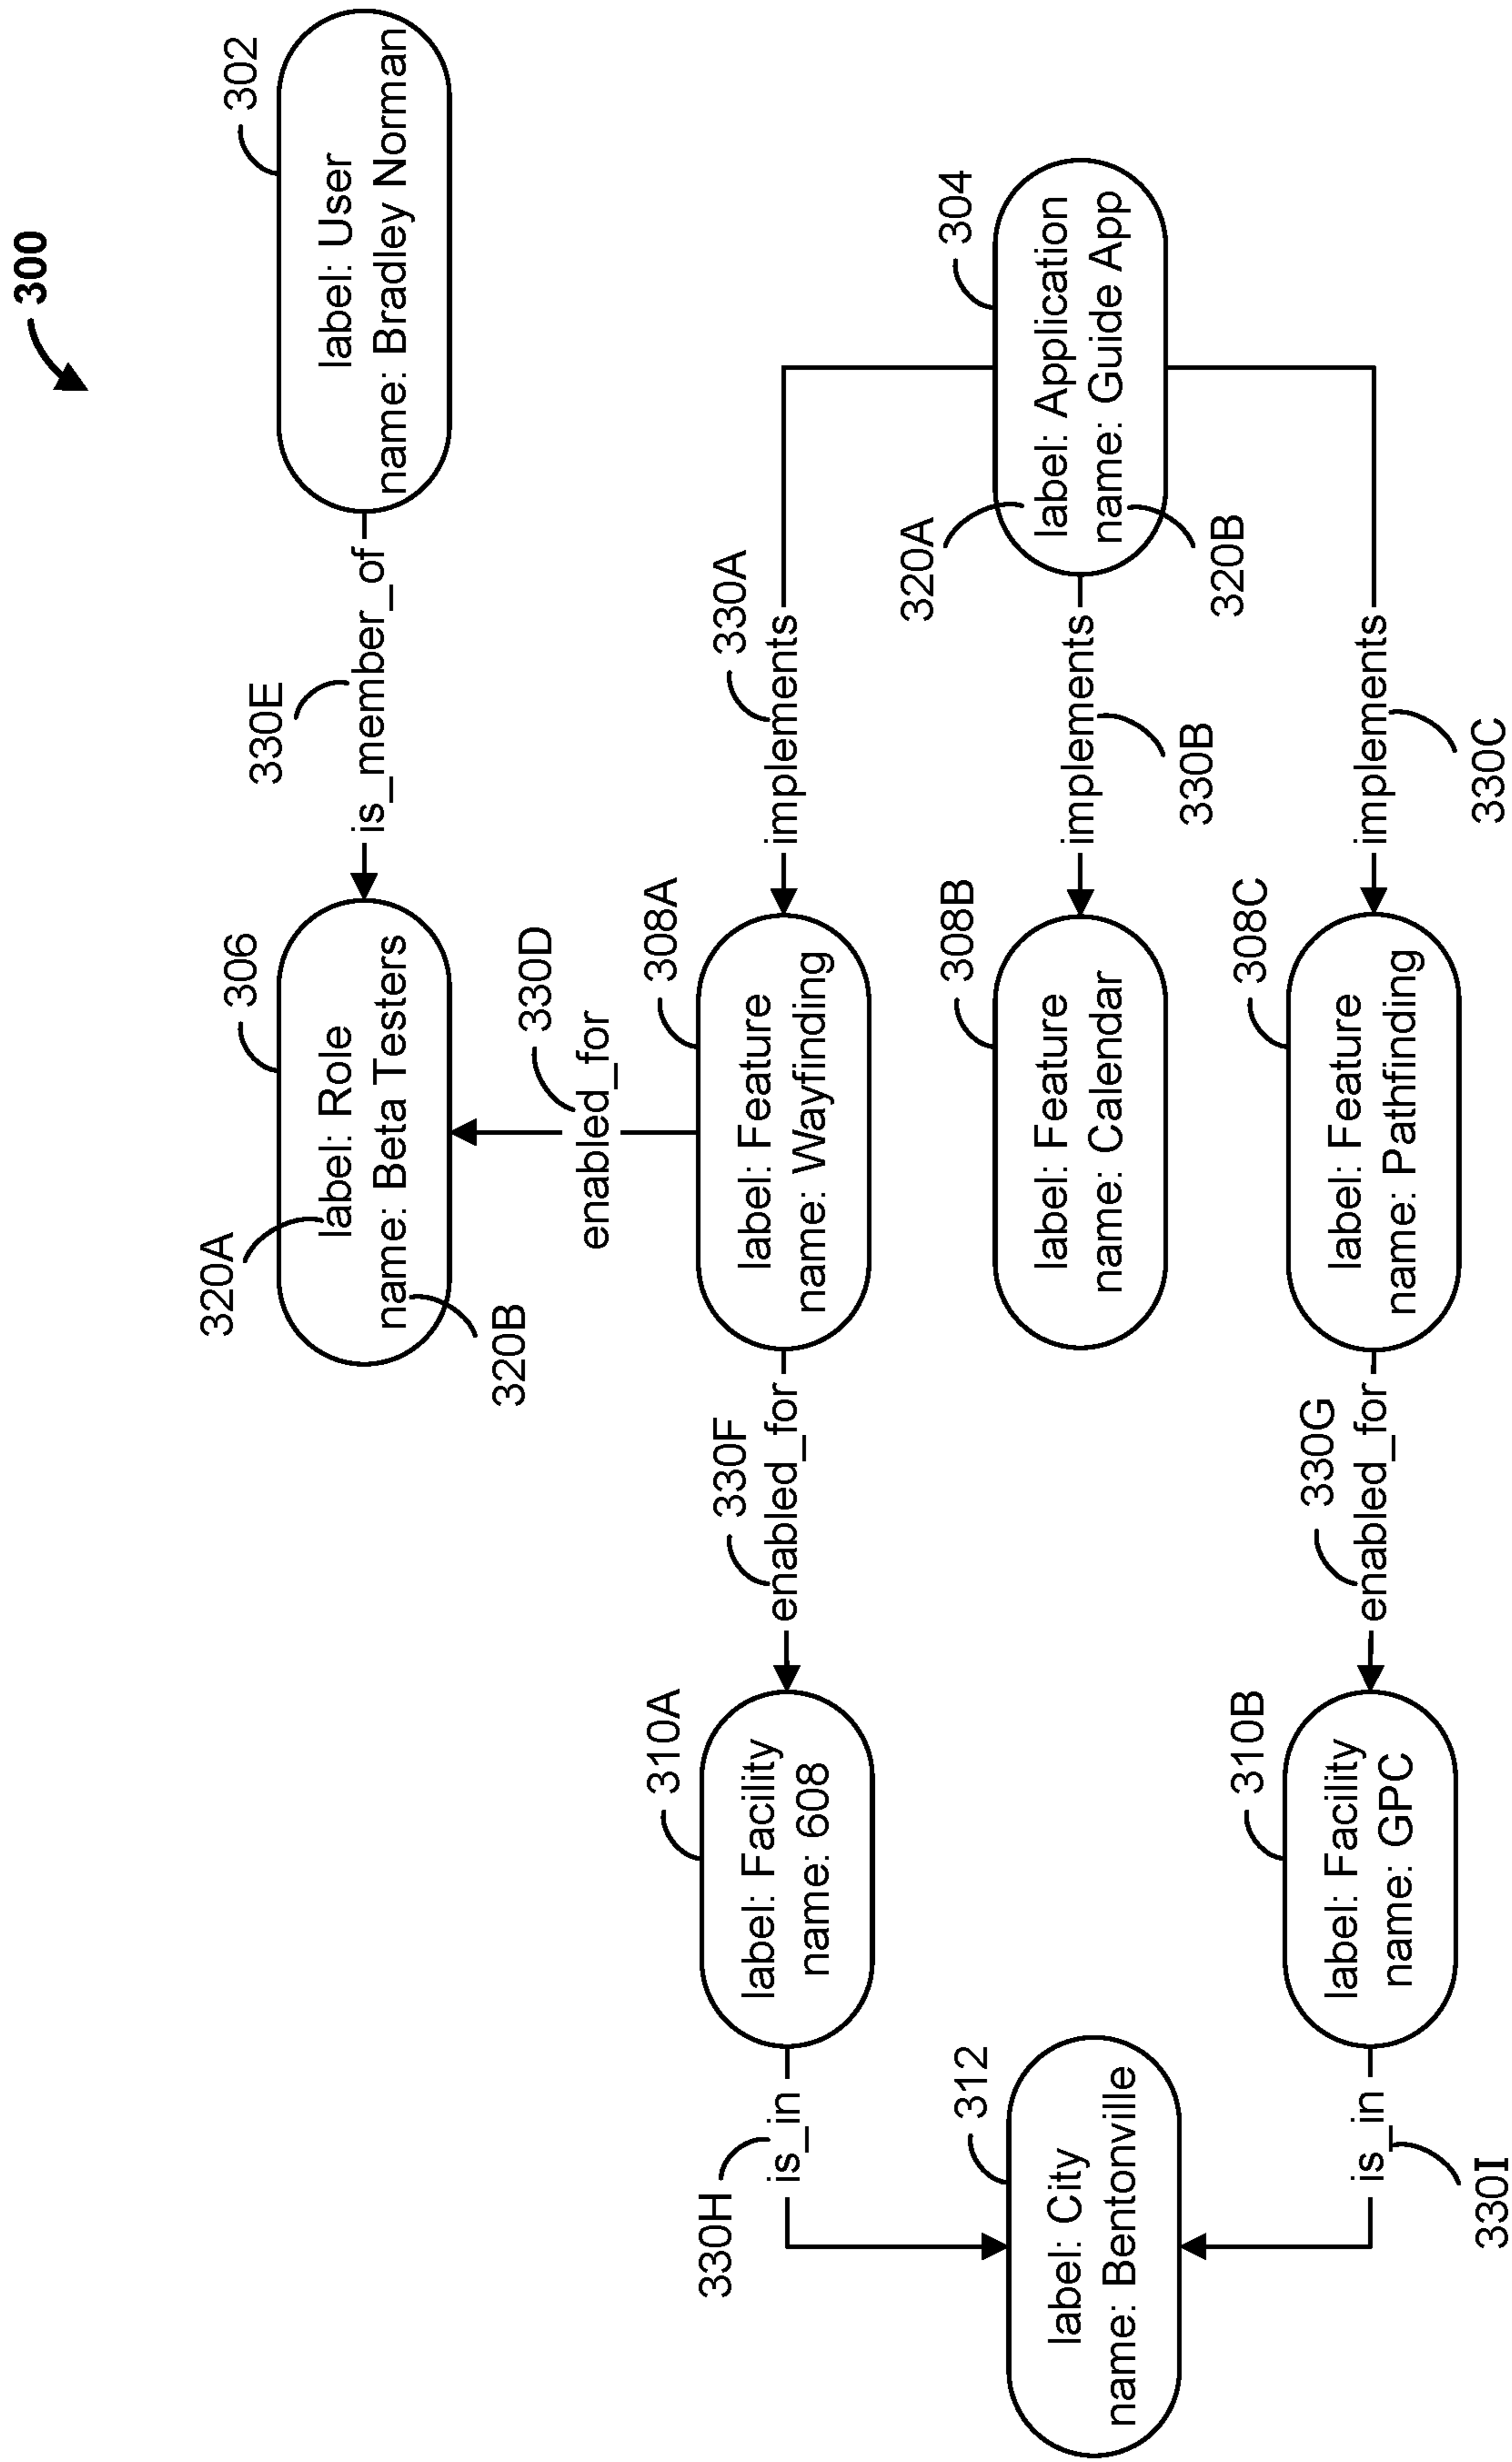 300
302
label: User
name: Bradley Norman
330E
is_member_of
306
320A
label: Role
name: Beta Testers
320B
330D
enabled_for
304
320A
label: Application
name: Guide App
320B
330A
implements
330B
implements
330C
implements
308A
label: Feature
name: Wayfinding
308B
label: Feature
name: Calendar
308C
label: Feature
name: Pathfinding
330F
enabled_for
330G
enabled_for
310A
label: Facility
name: 608
310B
label: Facility
name: GPC
330H
is_in
330I
is_in
312
label: City
name: Bentonville